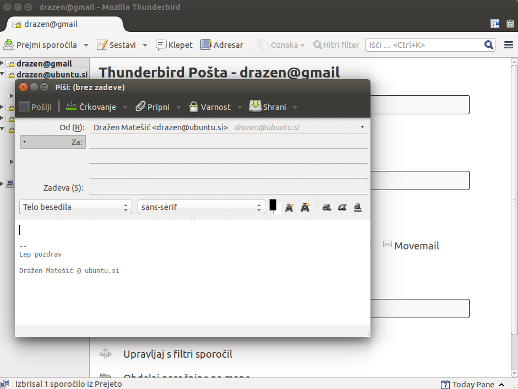 drazen@gmail - Mozilla Thunderbird
drazen@gmail
Prejmi sporočila Sestavi Klepet Adresar Oznaka Hitri filter Išči ... <Ctrl+K>
drazen@gmail
drazen@ubuntu.si
Thunderbird Pošta - drazen@gmail
Piši: (brez zadeve)
Pošlji Črkovanje Pripni Varnost Shrani
Od (R): Dražen Matešić <drazen@ubuntu.si> drazen@ubuntu.si
Za:
Zadeva (S):
Telo besedila sans-serif
--
Lep pozdrav
Dražen Matešić @ ubuntu.si
Movemail
Upravljaj s filtri sporočil
Izbrisal 1 sporočilo iz Prejeto 7 Today Pane